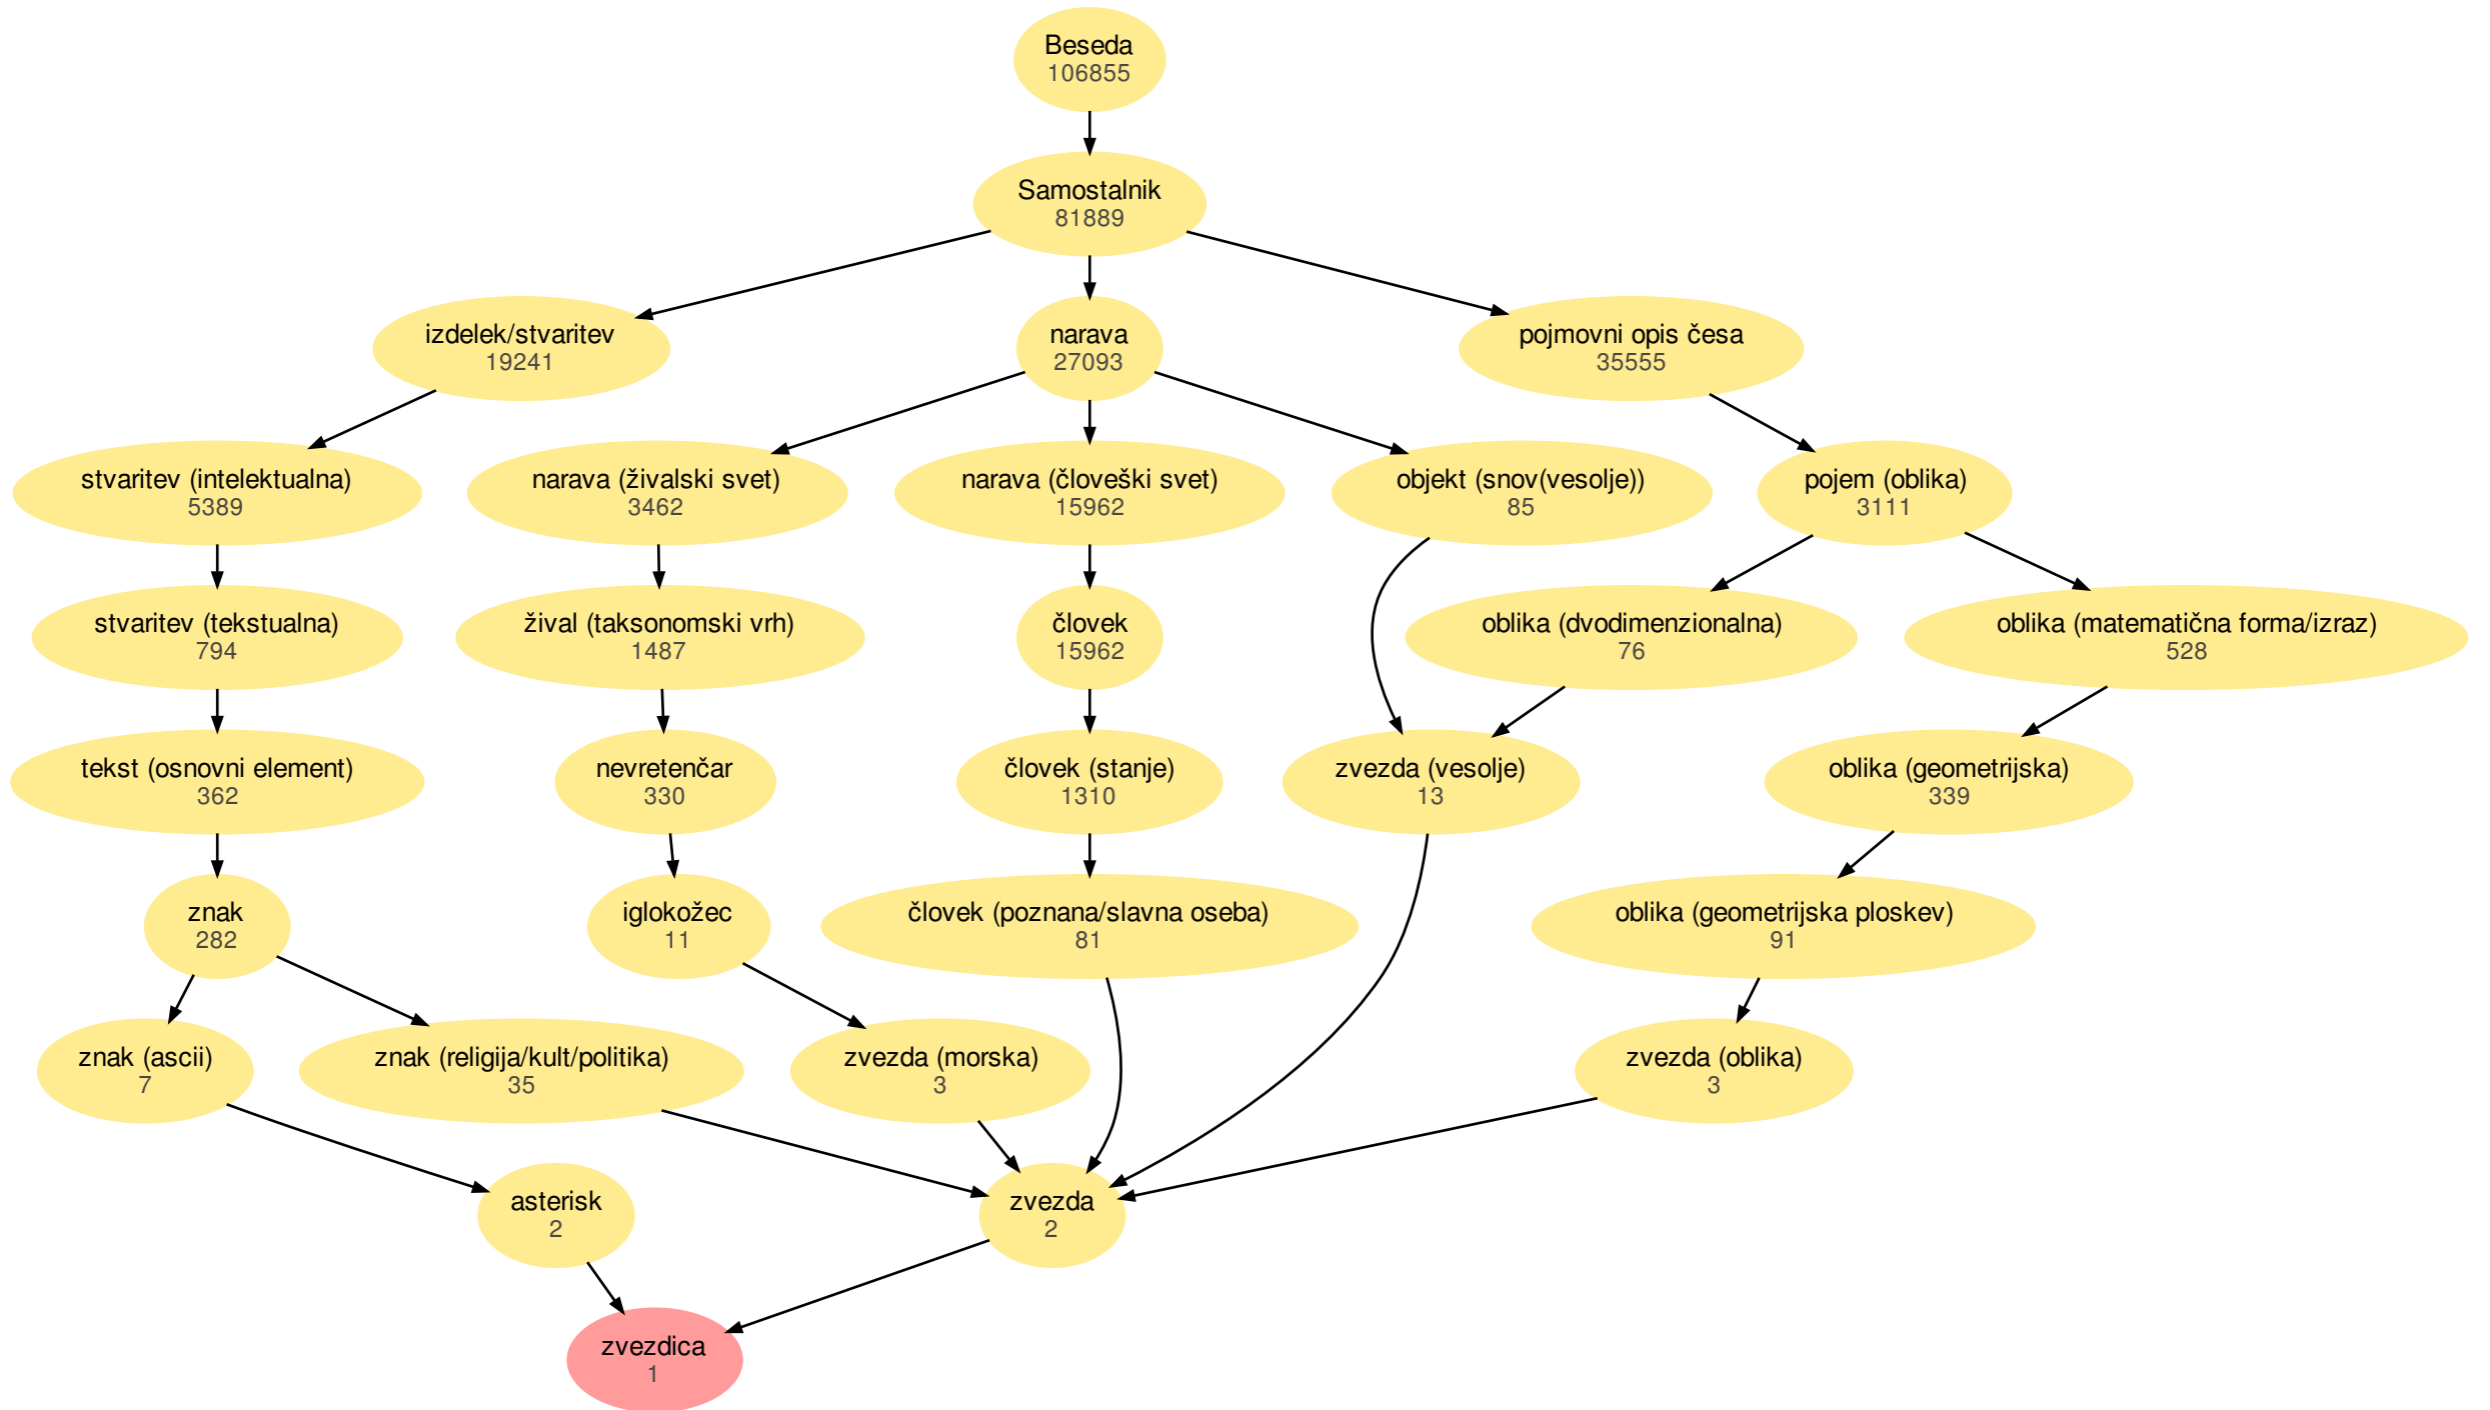 Beseda
106855
Samostalnik
81889
izdelek/stvaritev
19241
narava
27093
pojmovni opis česa
35555
stvaritev (intelektualna)
5389
narava (živalski svet)
3462
narava (človeški svet)
15962
objekt (snov(vesolje))
85
pojem (oblika)
3111
stvaritev (tekstualna)
794
žival (taksonomski vrh)
1487
človek
15962
oblika (dvodimenzionalna)
76
oblika (matematična forma/izraz)
528
tekst (osnovni element)
362
nevretenčar
330
človek (stanje)
1310
zvezda (vesolje)
13
oblika (geometrijska)
339
znak
282
iglokožec
11
človek (poznana/slavna oseba)
81
oblika (geometrijska ploskev)
91
znak (ascii)
7
znak (religija/kult/politika)
35
zvezda (morska)
3
zvezda (oblika)
3
asterisk
2
zvezda
2
zvezdica
1